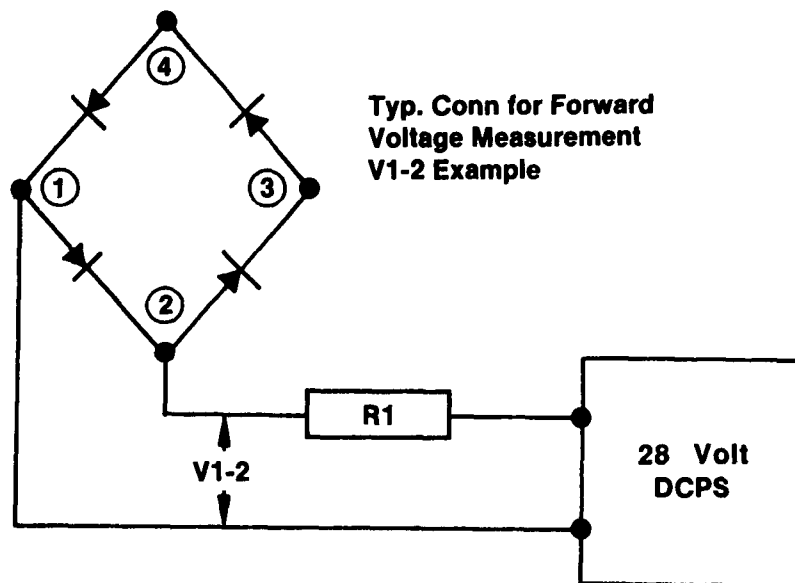 4
Typ. Conn for Forward
Voltage Measurement
V1-2 Example
1
3
2
R1
V1-2
28 Volt
DCPS